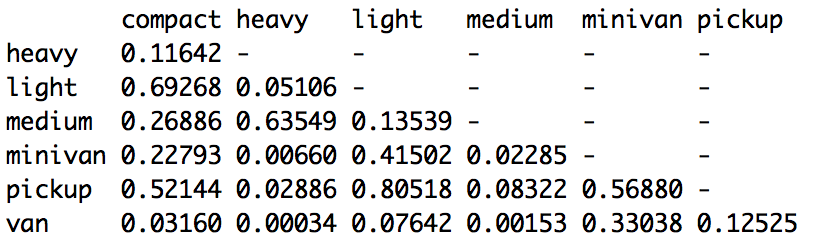 compact heavy light medium minivan pickup
heavy 0.11642 - - - - -
light 0.69268 0.05106 - - - -
medium 0.26886 0.63549 0.13539 - - -
minivan 0.22793 0.00660 0.41502 0.02285 - -
pickup 0.52144 0.02886 0.80518 0.08322 0.56880 -
van 0.03160 0.00034 0.07642 0.00153 0.33038 0.12525